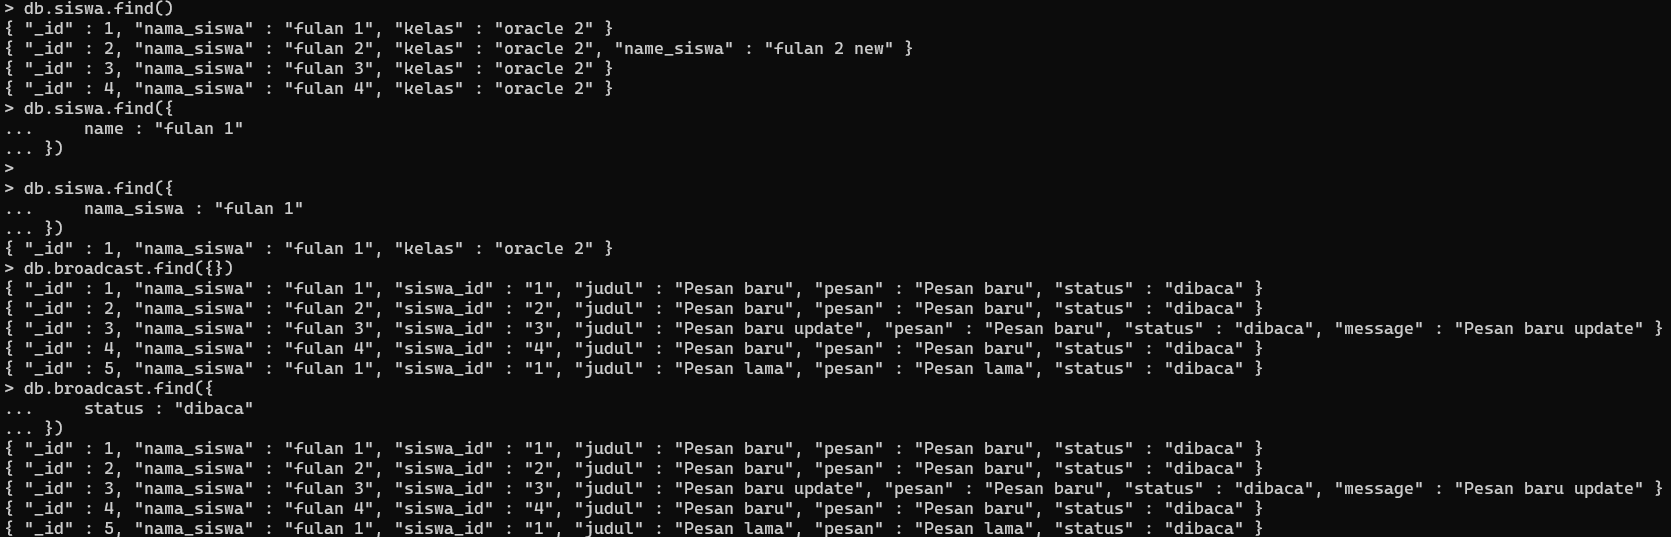 > db.siswa.find()
{ "_id" : 1, "nama_siswa" : "fulan 1", "kelas" : "oracle 2" }
{ "_id" : 2, "nama_siswa" : "fulan 2", "kelas" : "oracle 2", "name_siswa" : "fulan 2 new" }
{ "_id" : 3, "nama_siswa" : "fulan 3", "kelas" : "oracle 2" }
{ "_id" : 4, "nama_siswa" : "fulan 4", "kelas" : "oracle 2" }
> db.siswa.find({
...     name : "fulan 1"
... })
>
> db.siswa.find({
...     nama_siswa : "fulan 1"
... })
{ "_id" : 1, "nama_siswa" : "fulan 1", "kelas" : "oracle 2" }
> db.broadcast.find({})
{ "_id" : 1, "nama_siswa" : "fulan 1", "siswa_id" : "1", "judul" : "Pesan baru", "pesan" : "Pesan baru", "status" : "dibaca" }
{ "_id" : 2, "nama_siswa" : "fulan 2", "siswa_id" : "2", "judul" : "Pesan baru", "pesan" : "Pesan baru", "status" : "dibaca" }
{ "_id" : 3, "nama_siswa" : "fulan 3", "siswa_id" : "3", "judul" : "Pesan baru update", "pesan" : "Pesan baru", "status" : "dibaca", "message" : "Pesan baru update" }
{ "_id" : 4, "nama_siswa" : "fulan 4", "siswa_id" : "4", "judul" : "Pesan baru", "pesan" : "Pesan baru", "status" : "dibaca" }
{ "_id" : 5, "nama_siswa" : "fulan 1", "siswa_id" : "1", "judul" : "Pesan lama", "pesan" : "Pesan lama", "status" : "dibaca" }
> db.broadcast.find({
...     status : "dibaca"
... })
{ "_id" : 1, "nama_siswa" : "fulan 1", "siswa_id" : "1", "judul" : "Pesan baru", "pesan" : "Pesan baru", "status" : "dibaca" }
{ "_id" : 2, "nama_siswa" : "fulan 2", "siswa_id" : "2", "judul" : "Pesan baru", "pesan" : "Pesan baru", "status" : "dibaca" }
{ "_id" : 3, "nama_siswa" : "fulan 3", "siswa_id" : "3", "judul" : "Pesan baru update", "pesan" : "Pesan baru", "status" : "dibaca", "message" : "Pesan baru update" }
{ "_id" : 4, "nama_siswa" : "fulan 4", "siswa_id" : "4", "judul" : "Pesan baru", "pesan" : "Pesan baru", "status" : "dibaca" }
{ "_id" : 5, "nama_siswa" : "fulan 1", "siswa_id" : "1", "judul" : "Pesan lama", "pesan" : "Pesan lama", "status" : "dibaca" }